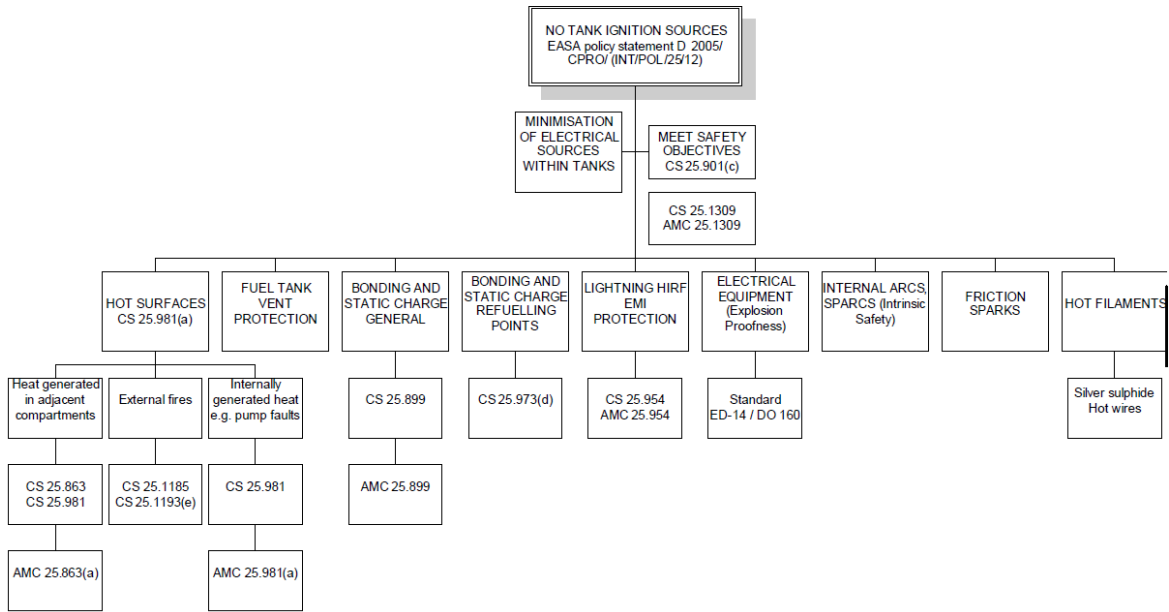 NO TANK IGNITION SOURCES
EASA policy statement D 2005/
CPRO/ (INT/POL/25/12)
MINIMISATION
OF ELECTRICAL
SOURCES
WITHIN TANKS
MEET SAFETY
OBJECTIVES
CS 25.901(c)
CS 25.1309
AMC 25.1309
HOT SURFACES
CS 25.981(a)
FUEL TANK
VENT
PROTECTION
BONDING AND
STATIC CHARGE
GENERAL
BONDING AND
STATIC CHARGE
REFUELLING
POINTS
LIGHTNING HIRF
EMI
PROTECTION
ELECTRICAL
EQUIPMENT
(Explosion
Proofness)
INTERNAL ARCS,
SPARCS (Intrinsic
Safety)
FRICTION
SPARKS
HOT FILAMENTS
Heat generated
in adjacent
compartments
External fires
Internally
generated heat
e.g. pump faults
CS 25.899
CS 25.973(d)
CS 25.954
AMC 25.954
Standard
ED-14 / DO 160
Silver sulphide
Hot wires
CS 25.863
CS 25.981
CS 25.1185
CS 25.1193(e)
CS 25.981
AMC 25.899
AMC 25.863(a)
AMC 25.981(a)